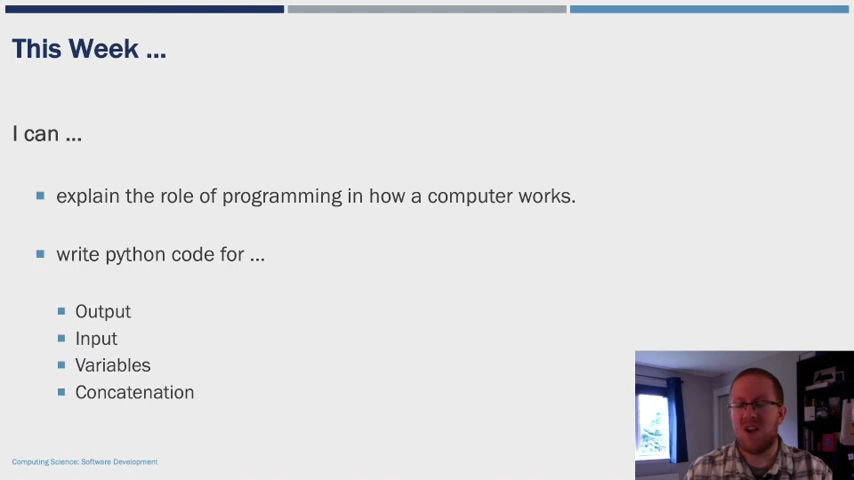 This Week ...
I can ...
explain the role of programming in how a computer works.
write python code for ...
Output
Input
Variables
Concatenation
Computing Science: Software Development